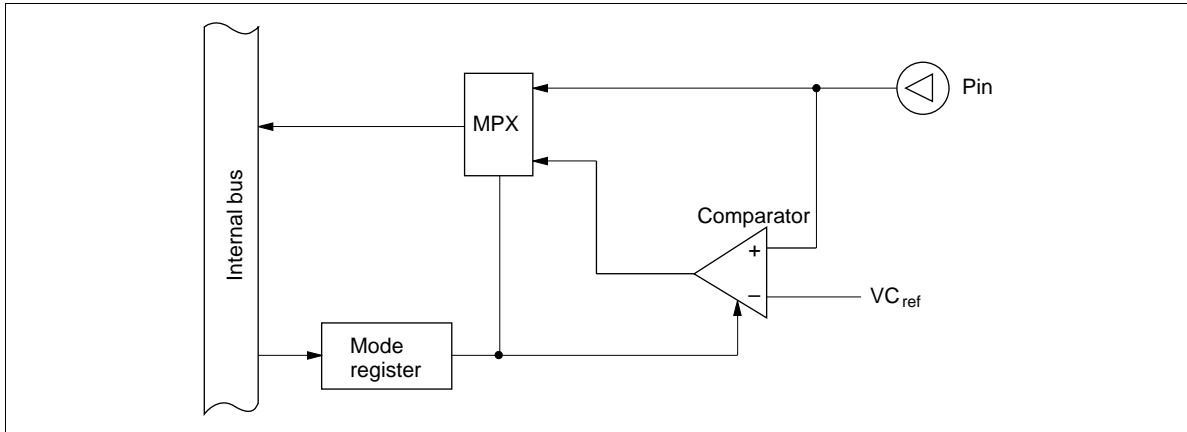 Pin
MPX
Internal bus
Comparator
+
−
VCref
Mode
register